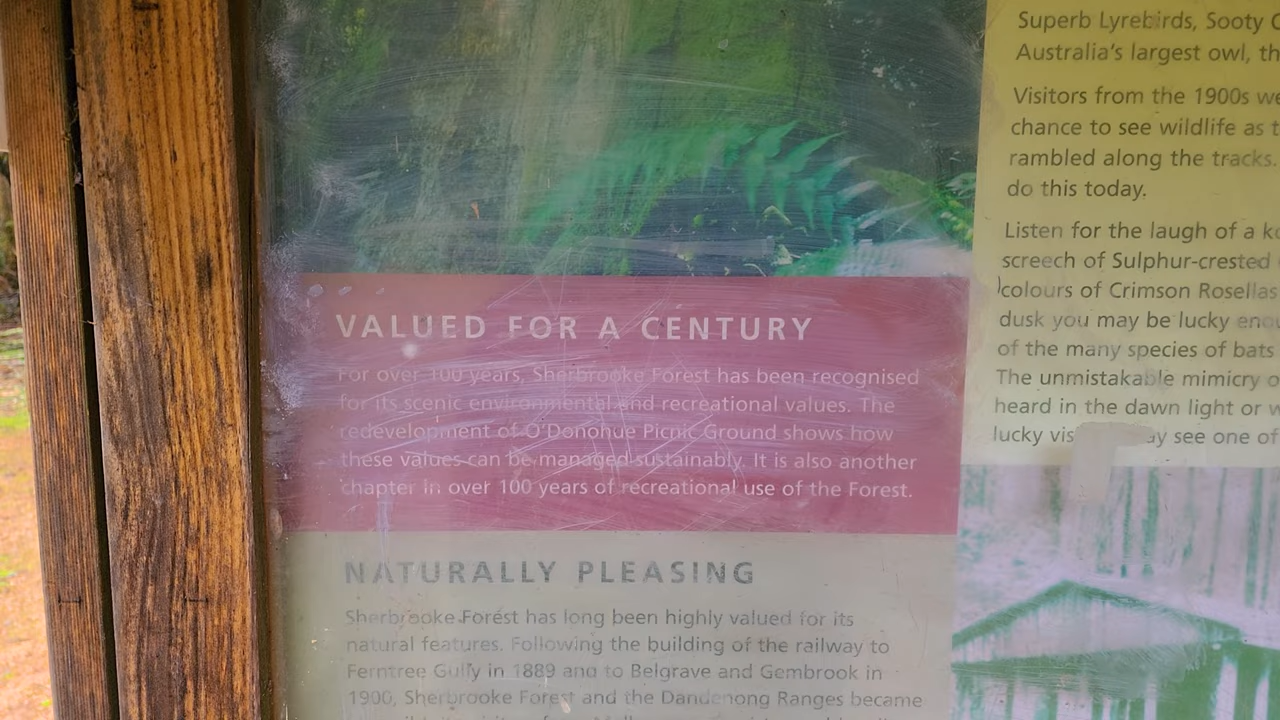 VALUED FOR A CENTURY
For over 100 years, Sherbrooke Forest has been recognised
for its scenic environmental and recreational values. The
redevelopment of O'Donohue Picnic Ground shows how
these values can be managed sustainably. It is also another
chapter in over 100 years of recreational use of the Forest.
NATURALLY PLEASING
Sherbrooke Forest has long been highly valued for its
natural features. Following the building of the railway to
Ferntree Gully in 1889 and to Belgrave and Gembrook in
1900, Sherbrooke Forest and the Dandenong Ranges became
Superb Lyrebirds, Sooty
Australia's largest owl,
Visitors from the 1900s
chance to see wildlife as
rambled along the tracks.
do this today.
Listen for the laugh of a
screech of Sulphur-crested
colours of Crimson Rosellas
dusk you may be lucky
of the many species of bats
The unmistakable mimicry
heard in the dawn light or
lucky see one of